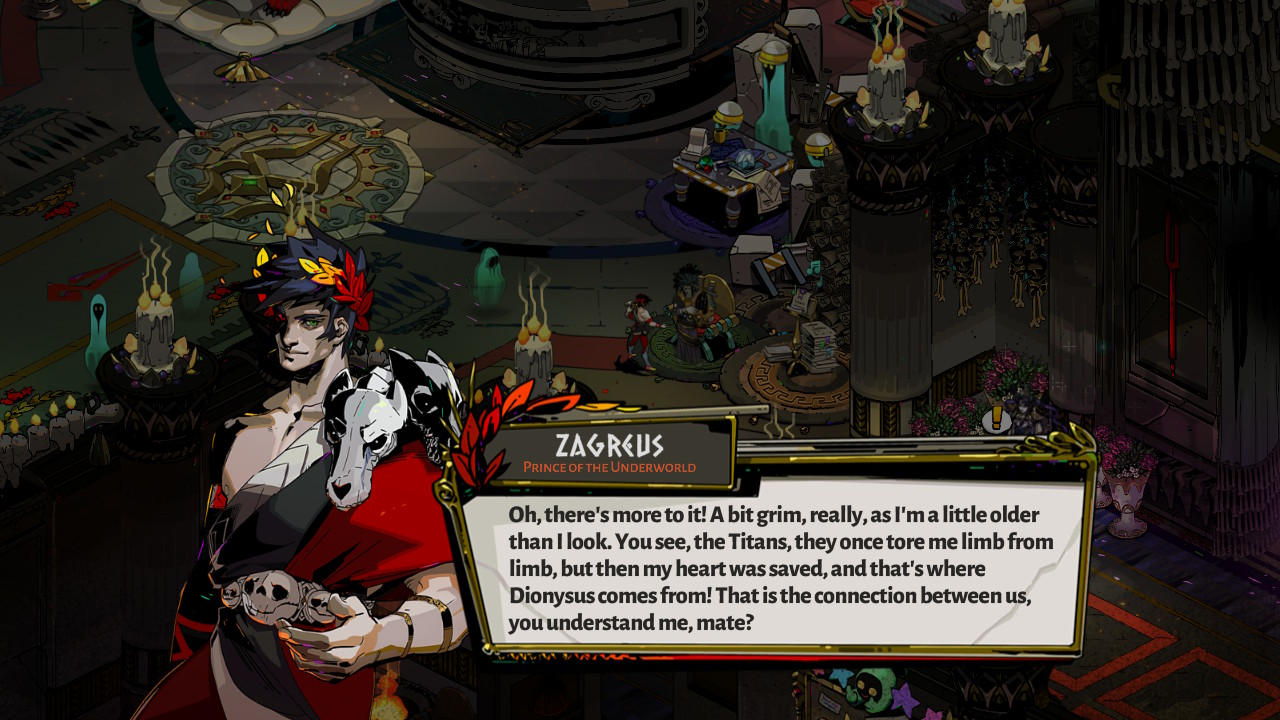 ZAGREUS
PRINCE OF THE UNDERWORLD
Oh, there's more to it! A bit grim, really, as I'm a little older
than I look. You see, the Titans, they once tore me limb from
limb, but then my heart was saved, and that's where
Dionysus comes from! That is the connection between us,
you understand me, mate?
!